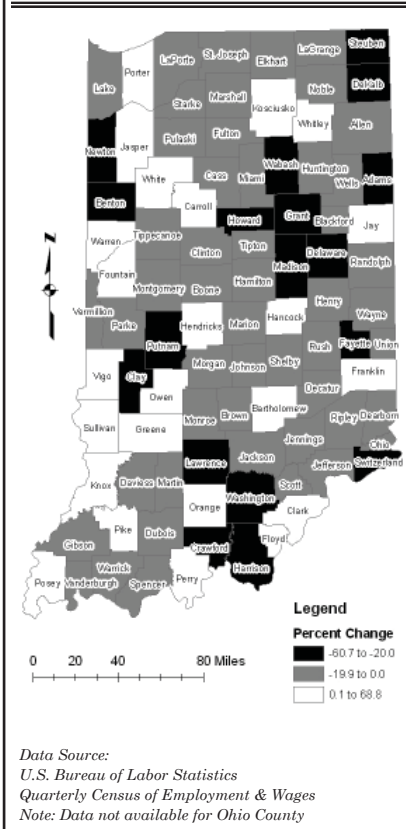 Steuben
LaGrange
St. Joseph
LaPorte
Elkhart
Porter
Lake
DeKalb
Noble
Marshall
Starke
Kosciusko
Whitley
Allen
Fulton
Pulaski
Newton
Jasper
Wabash
Huntington
Miami
Cass
White
Wells
Adams
Benton
Carroll
Howard
Grant
Blackford
Jay
Warren
Tippecanoe
Clinton
Tipton
Madison
Delaware
Randolph
Fountain
Montgomery
Boone
Hamilton
Henry
Wayne
Vermillion
Parke
Putnam
Hendricks
Marion
Hancock
Rush
Fayette
Union
Vigo
Clay
Owen
Morgan
Johnson
Shelby
Franklin
Decatur
Sullivan
Greene
Monroe
Brown
Bartholomew
Ripley
Dearborn
Jennings
Ohio
Lawrence
Jackson
Jefferson
Switzerland
Knox
Daviess
Martin
Washington
Scott
Orange
Clark
Pike
Dubois
Crawford
Floyd
Gibson
Harrison
Posey
Vanderburgh
Warrick
Spencer
Perry
N
Legend
Percent Change
-60.7 to -20.0
-19.9 to 0.0
0.1 to 68.8
0 20 40 80 Miles
Data Source:
U.S. Bureau of Labor Statistics
Quarterly Census of Employment & Wages
Note: Data not available for Ohio County